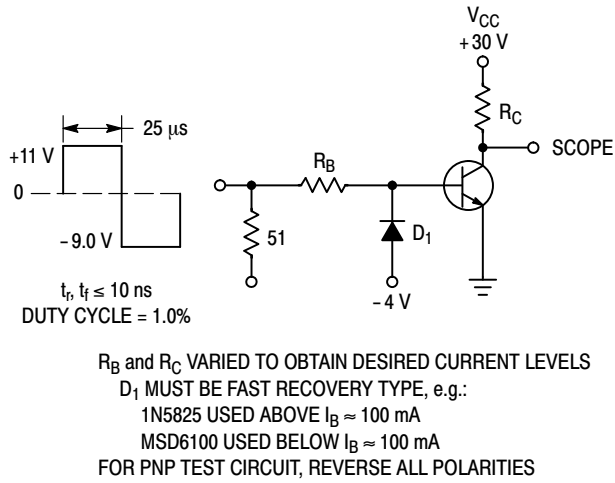 V_CC
+30 V
R_C
SCOPE
25 μs
+11 V
0
-9.0 V
R_B
51
D_1
-4 V
t_r, t_f ≤ 10 ns
DUTY CYCLE = 1.0%
R_B and R_C VARIED TO OBTAIN DESIRED CURRENT LEVELS
D_1 MUST BE FAST RECOVERY TYPE, e.g.:
1N5825 USED ABOVE I_B ≈ 100 mA
MSD6100 USED BELOW I_B ≈ 100 mA
FOR PNP TEST CIRCUIT, REVERSE ALL POLARITIES